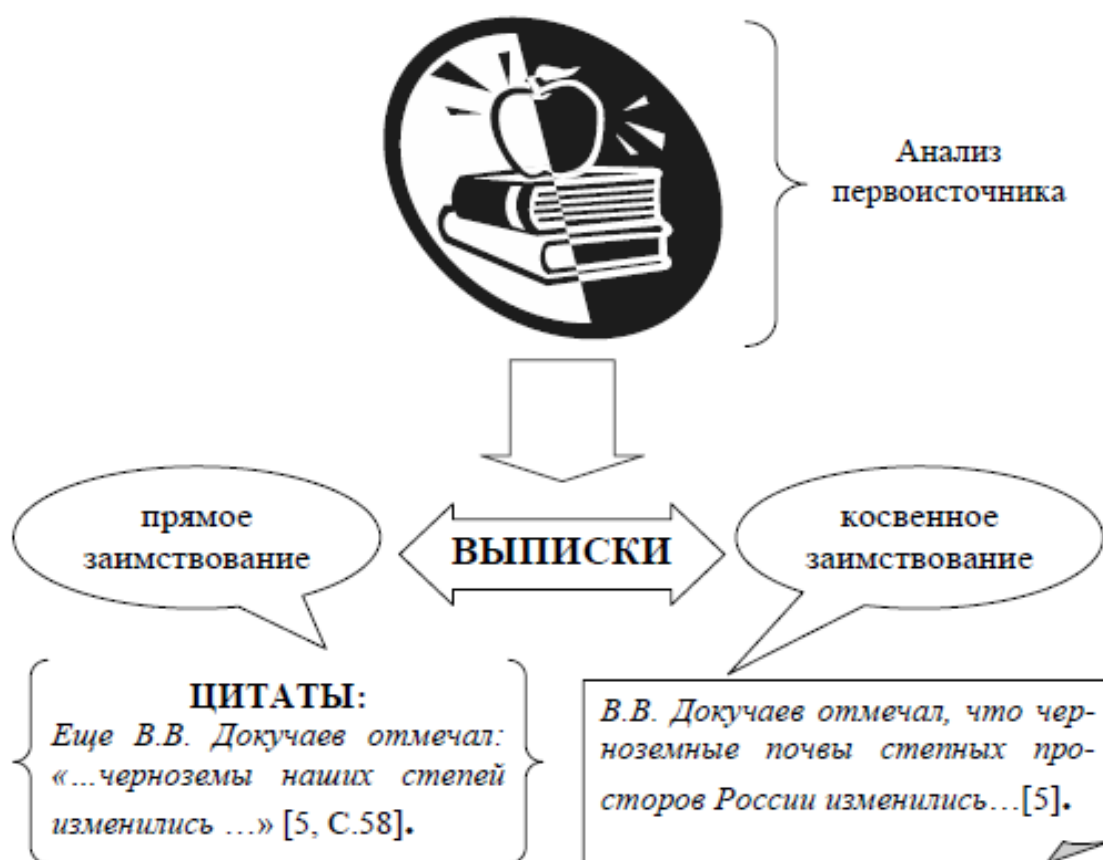 Анализ
первоисточника
прямое
заимствование
ВЫПИСКИ
косвенное
заимствование
ЦИТАТЫ:
Еще В.В. Докучаев отмечал:
«…черноземы наших степей
изменились …» [5, С.58].
В.В. Докучаев отмечал, что чер-
ноземные почвы степных про-
сторов России изменились…[5].